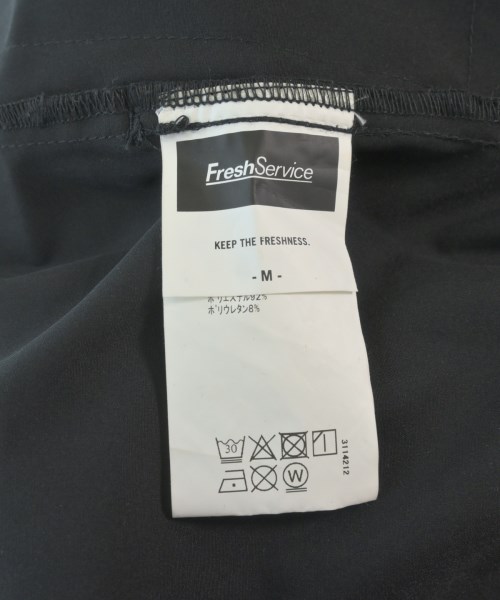 FreshService
KEEP THE FRESHNESS.
- M -
ポリエステル92%
ポリウレタン8%
30
W
3114212